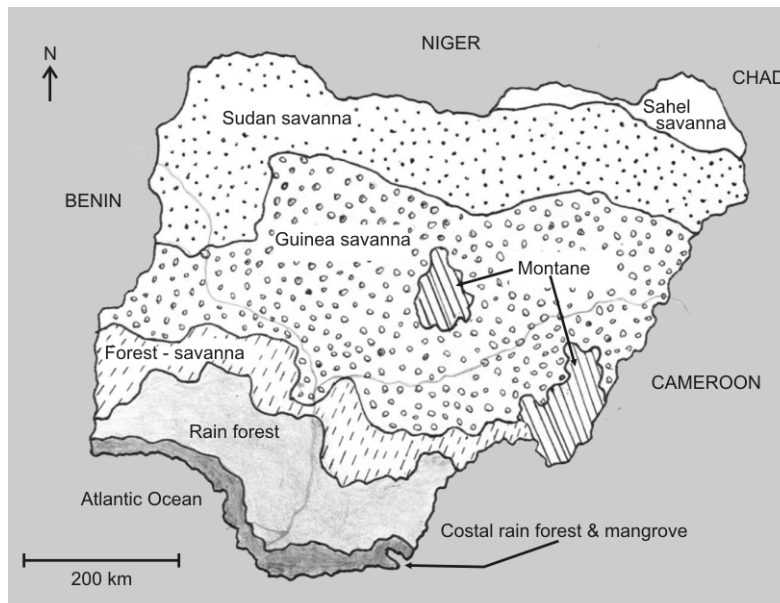 NIGER
N
CHAD
Sahel
savanna
Sudan savanna
BENIN
Guinea savanna
Montane
Forest - savanna
CAMEROON
Rain forest
Atlantic Ocean
Costal rain forest & mangrove
200 km